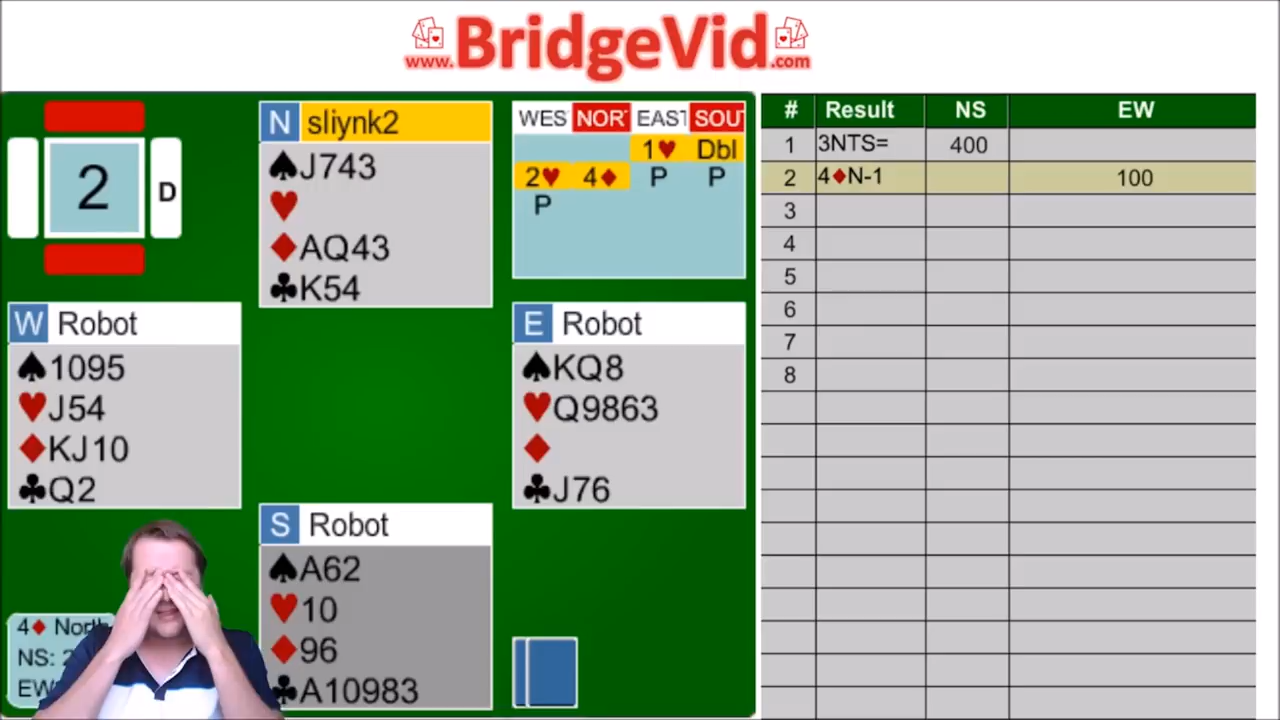 www.BridgeVid.com
2 D
N sliynk2
♠J743
♥
♦AQ43
♣K54
WES NOR EAST SOUT
1♥ Dbl
2♥ 4♦ P P
P
W Robot
♠1095
♥J54
♦KJ10
♣Q2
E Robot
♠KQ8
♥Q9863
♦
♣J76
S Robot
♠A62
♥10
♦96
♣A10983
4♦ North
NS: 2
EW
# Result NS EW
1 3NTS= 400
2 4♦N-1 100
3
4
5
6
7
8